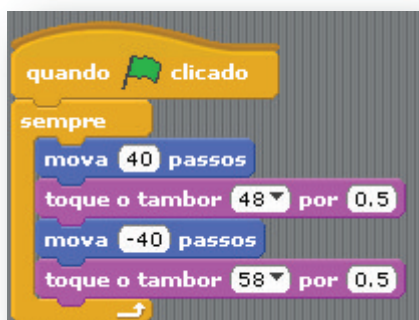 quando clicado
sempre
mova 40 passos
toque o tambor 48 por 0.5
mova -40 passos
toque o tambor 58 por 0.5